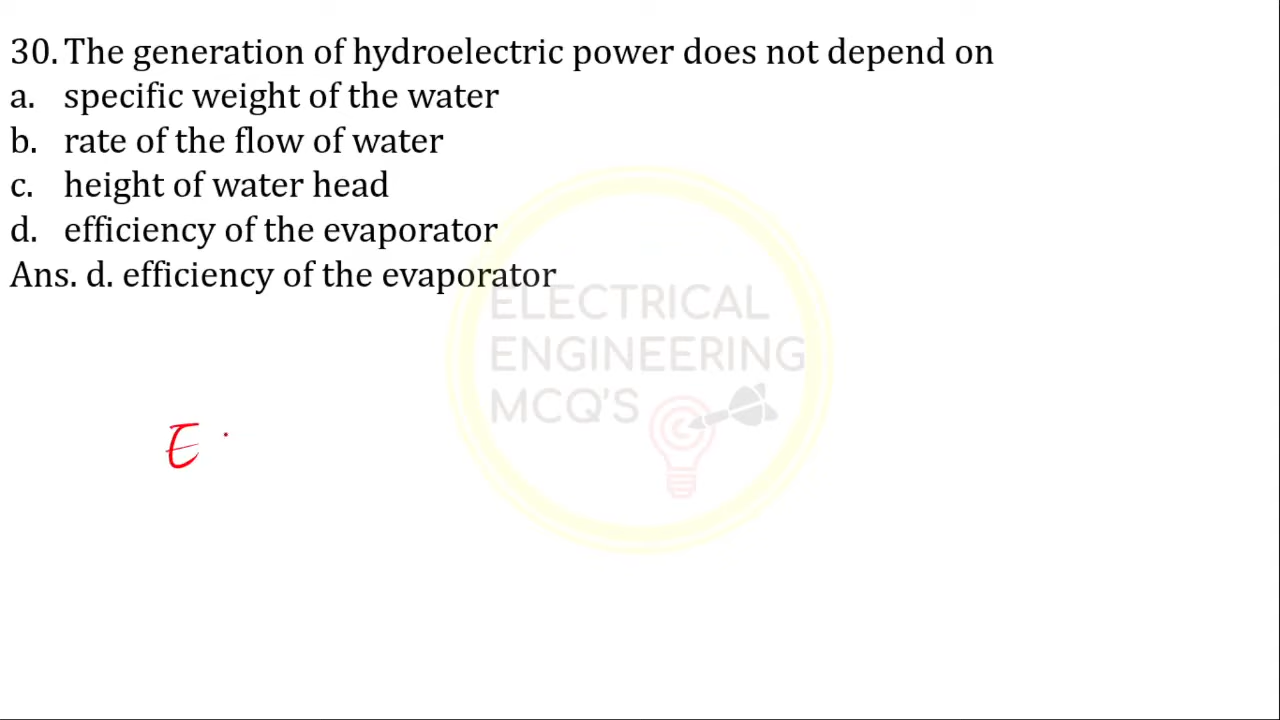 30. The generation of hydroelectric power does not depend on
a. specific weight of the water
b. rate of the flow of water
c. height of water head
d. efficiency of the evaporator
Ans. d. efficiency of the evaporator
ELECTRICAL
ENGINEERING
MCQ'S
E